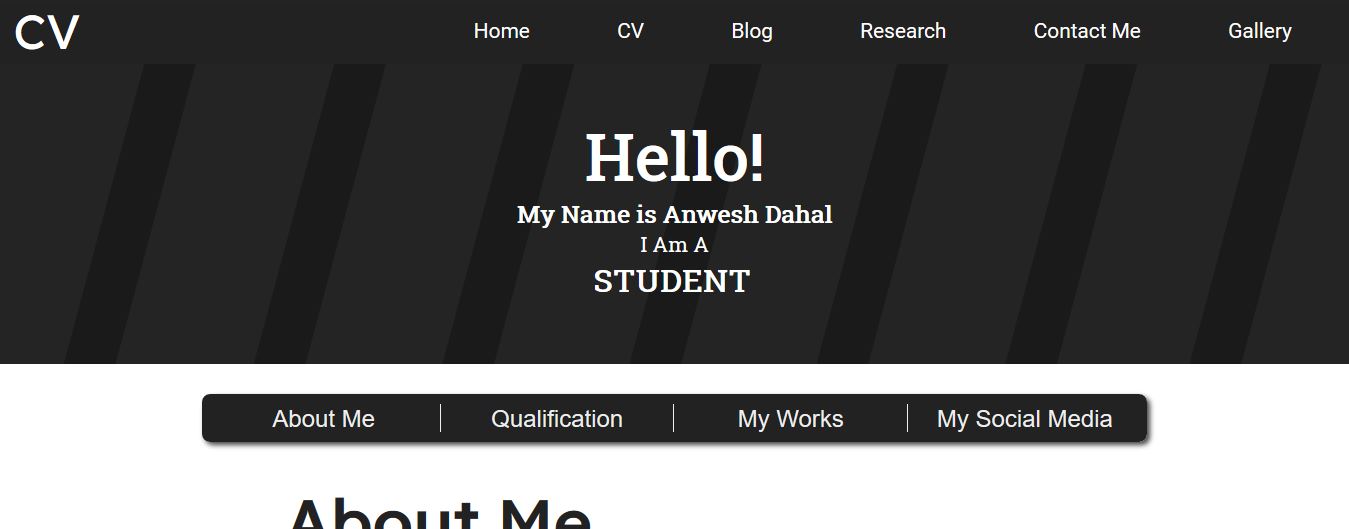 CV
Home CV Blog Research Contact Me Gallery
Hello!
My Name is Anwesh Dahal
I Am A
STUDENT
About Me Qualification My Works My Social Media
About Me